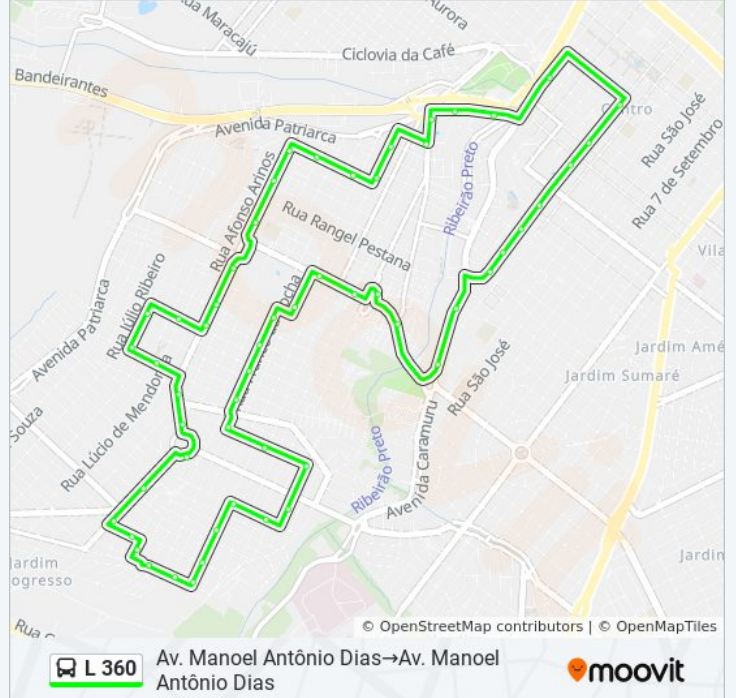 Rua Maracajú
Aurora
Ciclovia da Café
Bandeirantes
Avenida Patriarca
Centro
Rua São José
Rua 7 de Setembro
Ribeirão Preto
Rua Afonso Arinos
Rua Rangel Pestana
Vila
Rua Júlio Ribeiro
Avenida Patriarca
ocha
Jardim Amé
Jardim Sumaré
Rua São José
Rua Lúcio de Mendonça
Souza
Avenida Caramuru
Ribeirão Preto
Jardim
ogresso
Jardin
Rua C
© OpenStreetMap contributors | © OpenMapTiles
L 360
Av. Manoel Antônio Dias→Av. Manoel
Antônio Dias
moovit